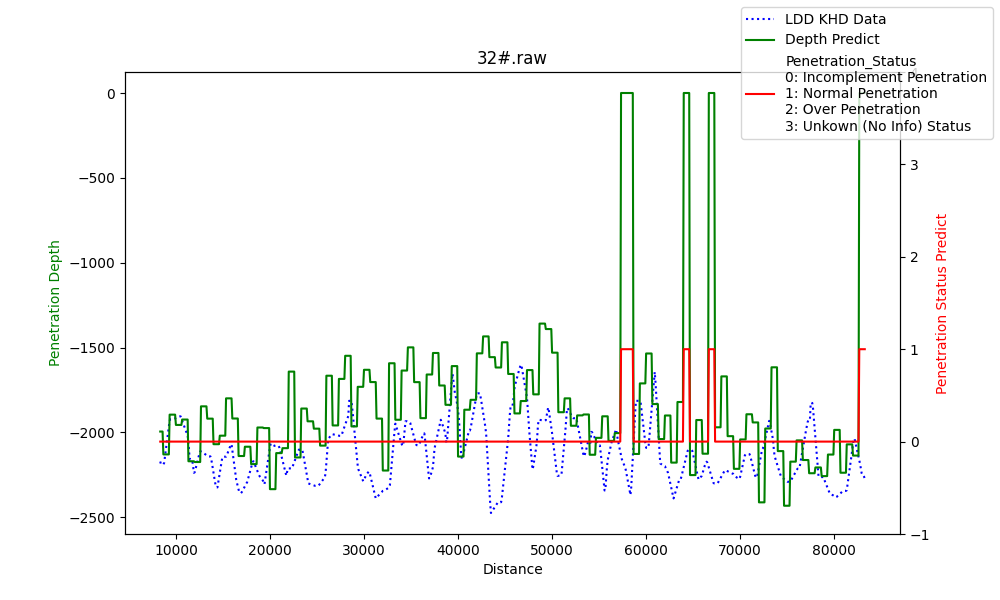 LDD KHD Data
Depth Predict
Penetration_Status
0: Incomplement Penetration
1: Normal Penetration
2: Over Penetration
3: Unkown (No Info) Status
32#.raw
0
−500
−1000
−1500
−2000
−2500
Penetration Depth
3
2
1
0
−1
Penetration Status Predict
10000 20000 30000 40000 50000 60000 70000 80000
Distance